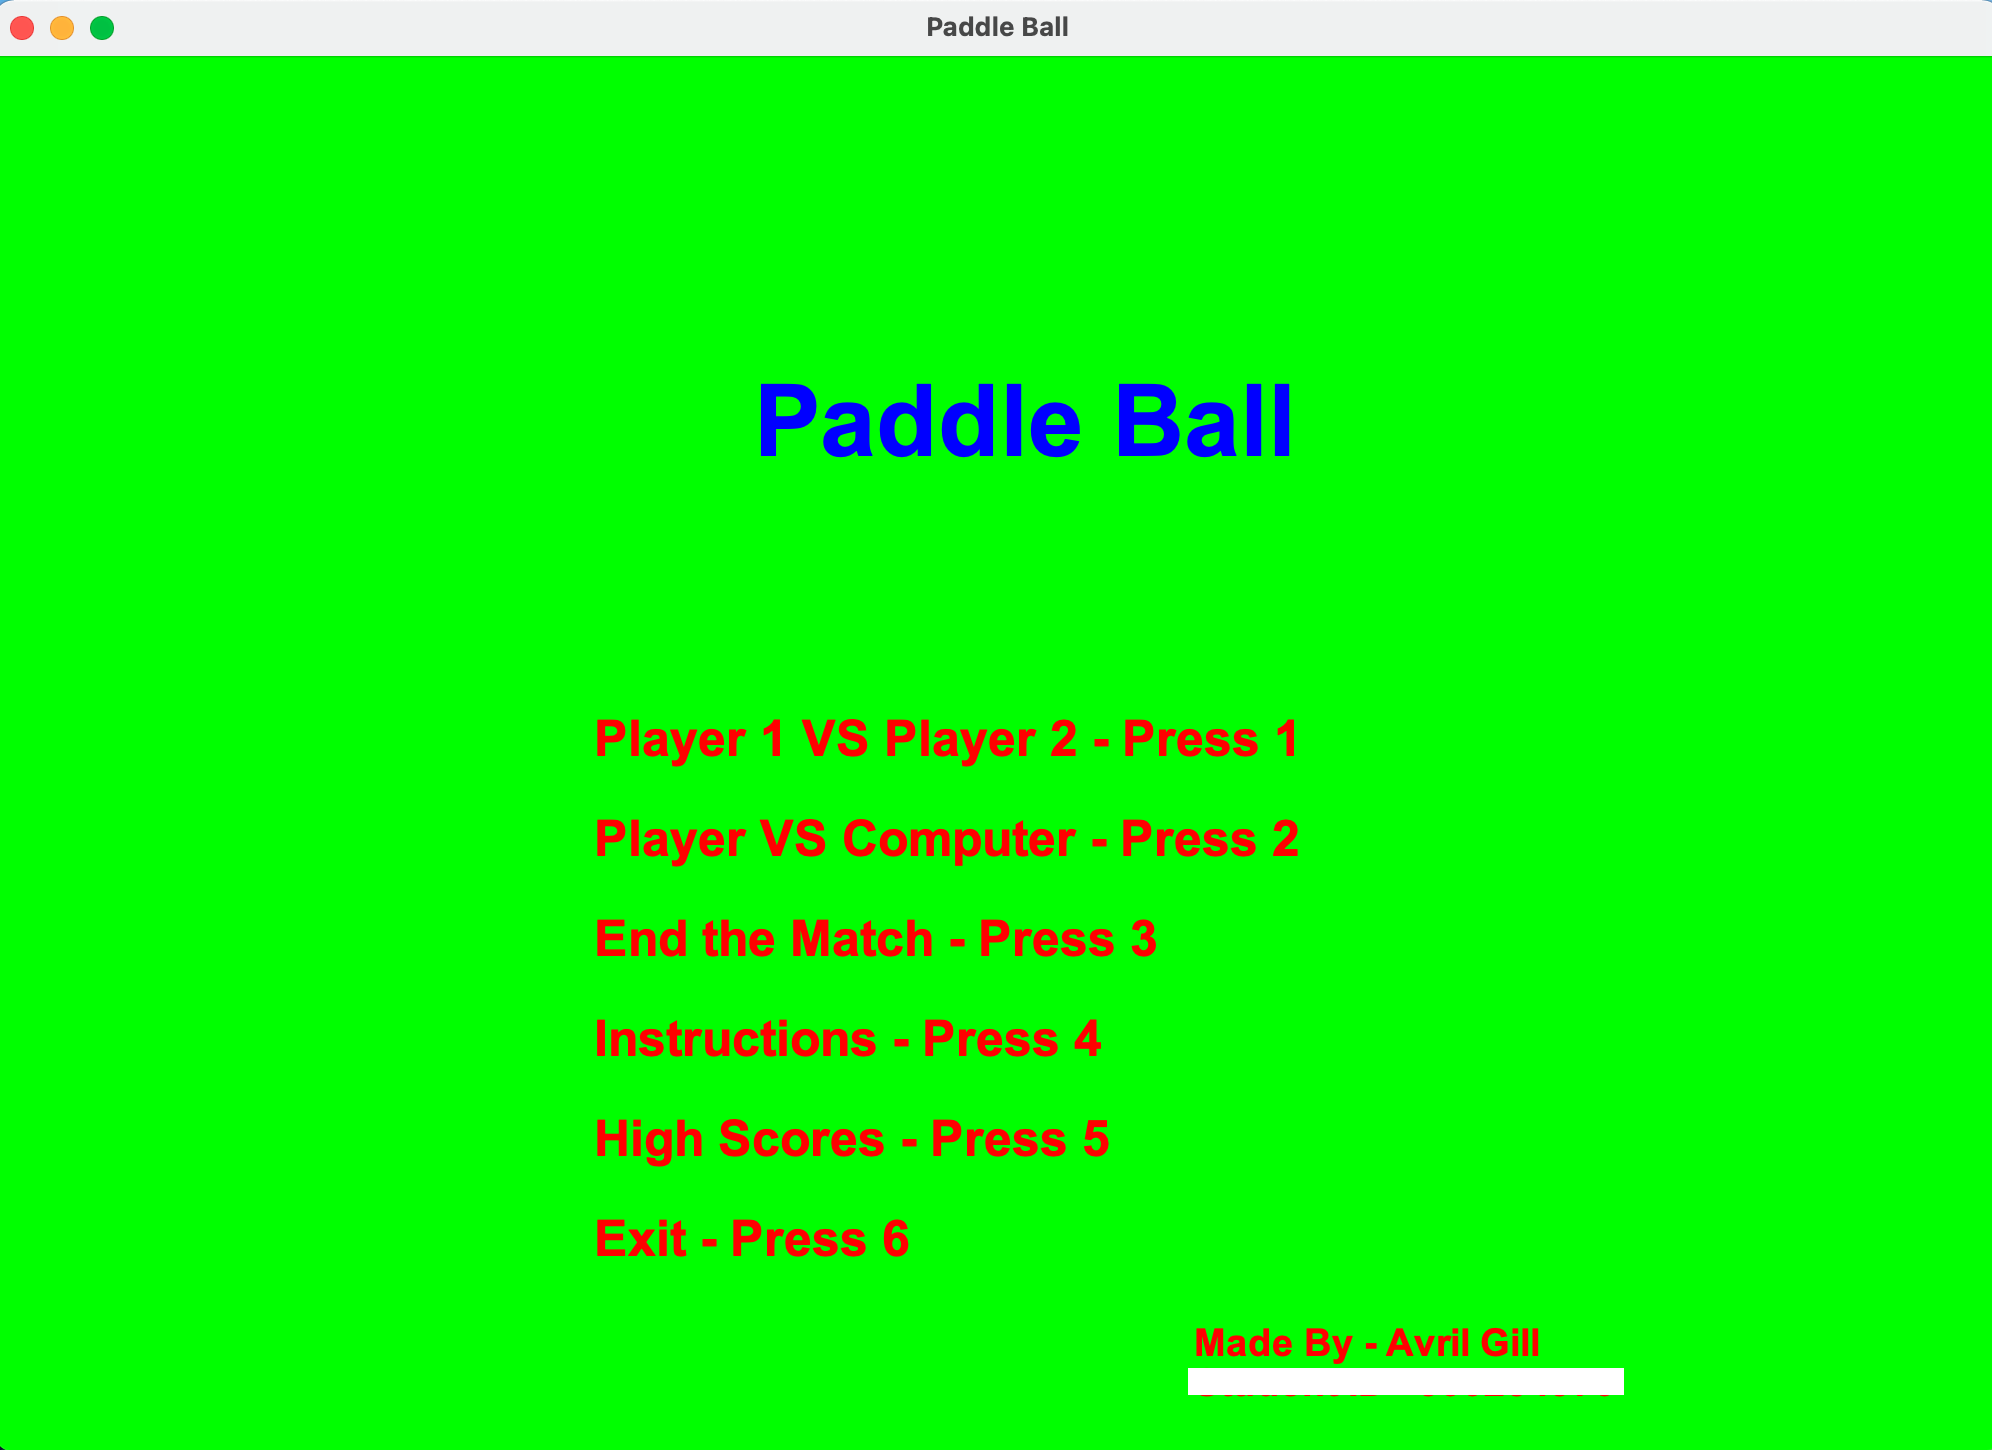 Paddle Ball
Paddle Ball
Player 1 VS Player 2 - Press 1
Player VS Computer - Press 2
End the Match - Press 3
Instructions - Press 4
High Scores - Press 5
Exit - Press 6
Made By - Avril Gill